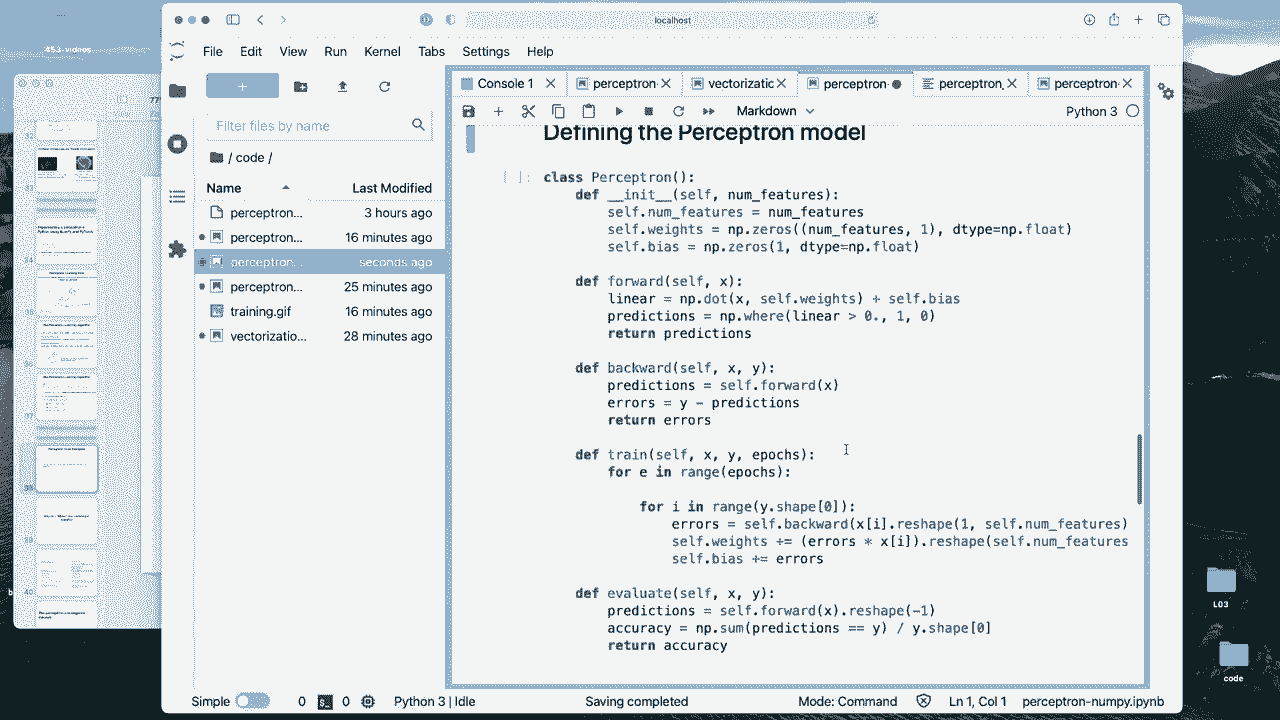 453-videos
localhost
File Edit View Run Kernel Tabs Settings Help
Console 1 perceptron- vectorizatic perceptron- perceptron_ perceptron-
Markdown Python 3
Filter files by name
/ code /
Name Last Modified
perceptron... 3 hours ago
perceptron... 16 minutes ago
perceptron... seconds ago
perceptron... 25 minutes ago
training.gif 16 minutes ago
vectorizatio... 28 minutes ago
Defining the Perceptron model
[ ]: class Perceptron():
def __init__(self, num_features):
self.num_features = num_features
self.weights = np.zeros((num_features, 1), dtype=np.float)
self.bias = np.zeros(1, dtype=np.float)
def forward(self, x):
linear = np.dot(x, self.weights) + self.bias
predictions = np.where(linear > 0., 1, 0)
return predictions
def backward(self, x, y):
predictions = self.forward(x)
errors = y - predictions
return errors
def train(self, x, y, epochs):
for e in range(epochs):
for i in range(y.shape[0]):
errors = self.backward(x[i].reshape(1, self.num_features)
self.weights += (errors * x[i]).reshape(self.num_features
self.bias += errors
def evaluate(self, x, y):
predictions = self.forward(x).reshape(-1)
accuracy = np.sum(predictions == y) / y.shape[0]
return accuracy
L03
code
Simple 0 0 Python 3 | Idle Saving completed Mode: Command Ln 1, Col 1 perceptron-numpy.ipynb